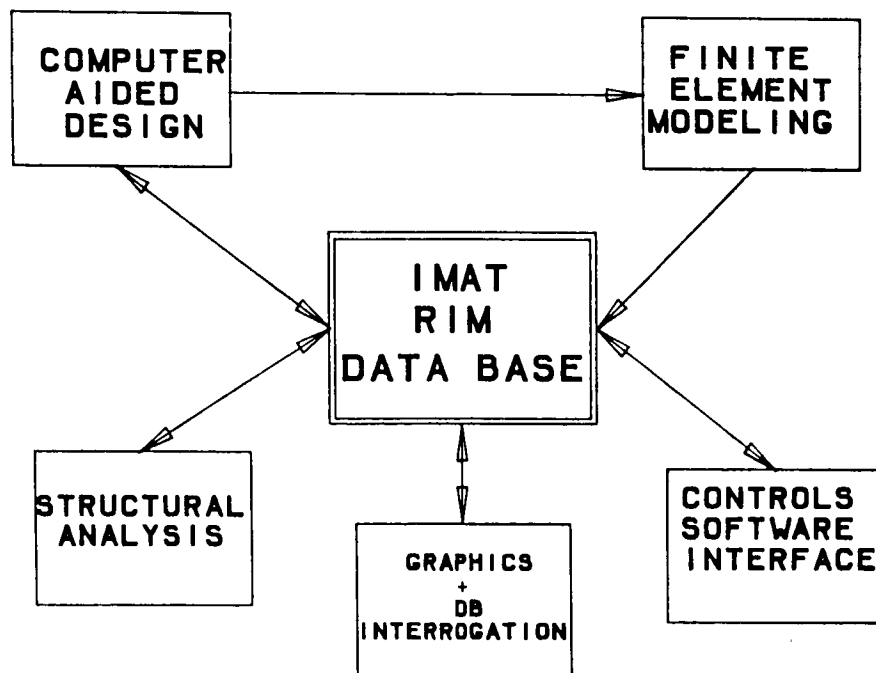 COMPUTER
AIDED
DESIGN
FINITE
ELEMENT
MODELING
IMAT
RIM
DATA BASE
STRUCTURAL
ANALYSIS
GRAPHICS
+
DB
INTERROGATION
CONTROLS
SOFTWARE
INTERFACE